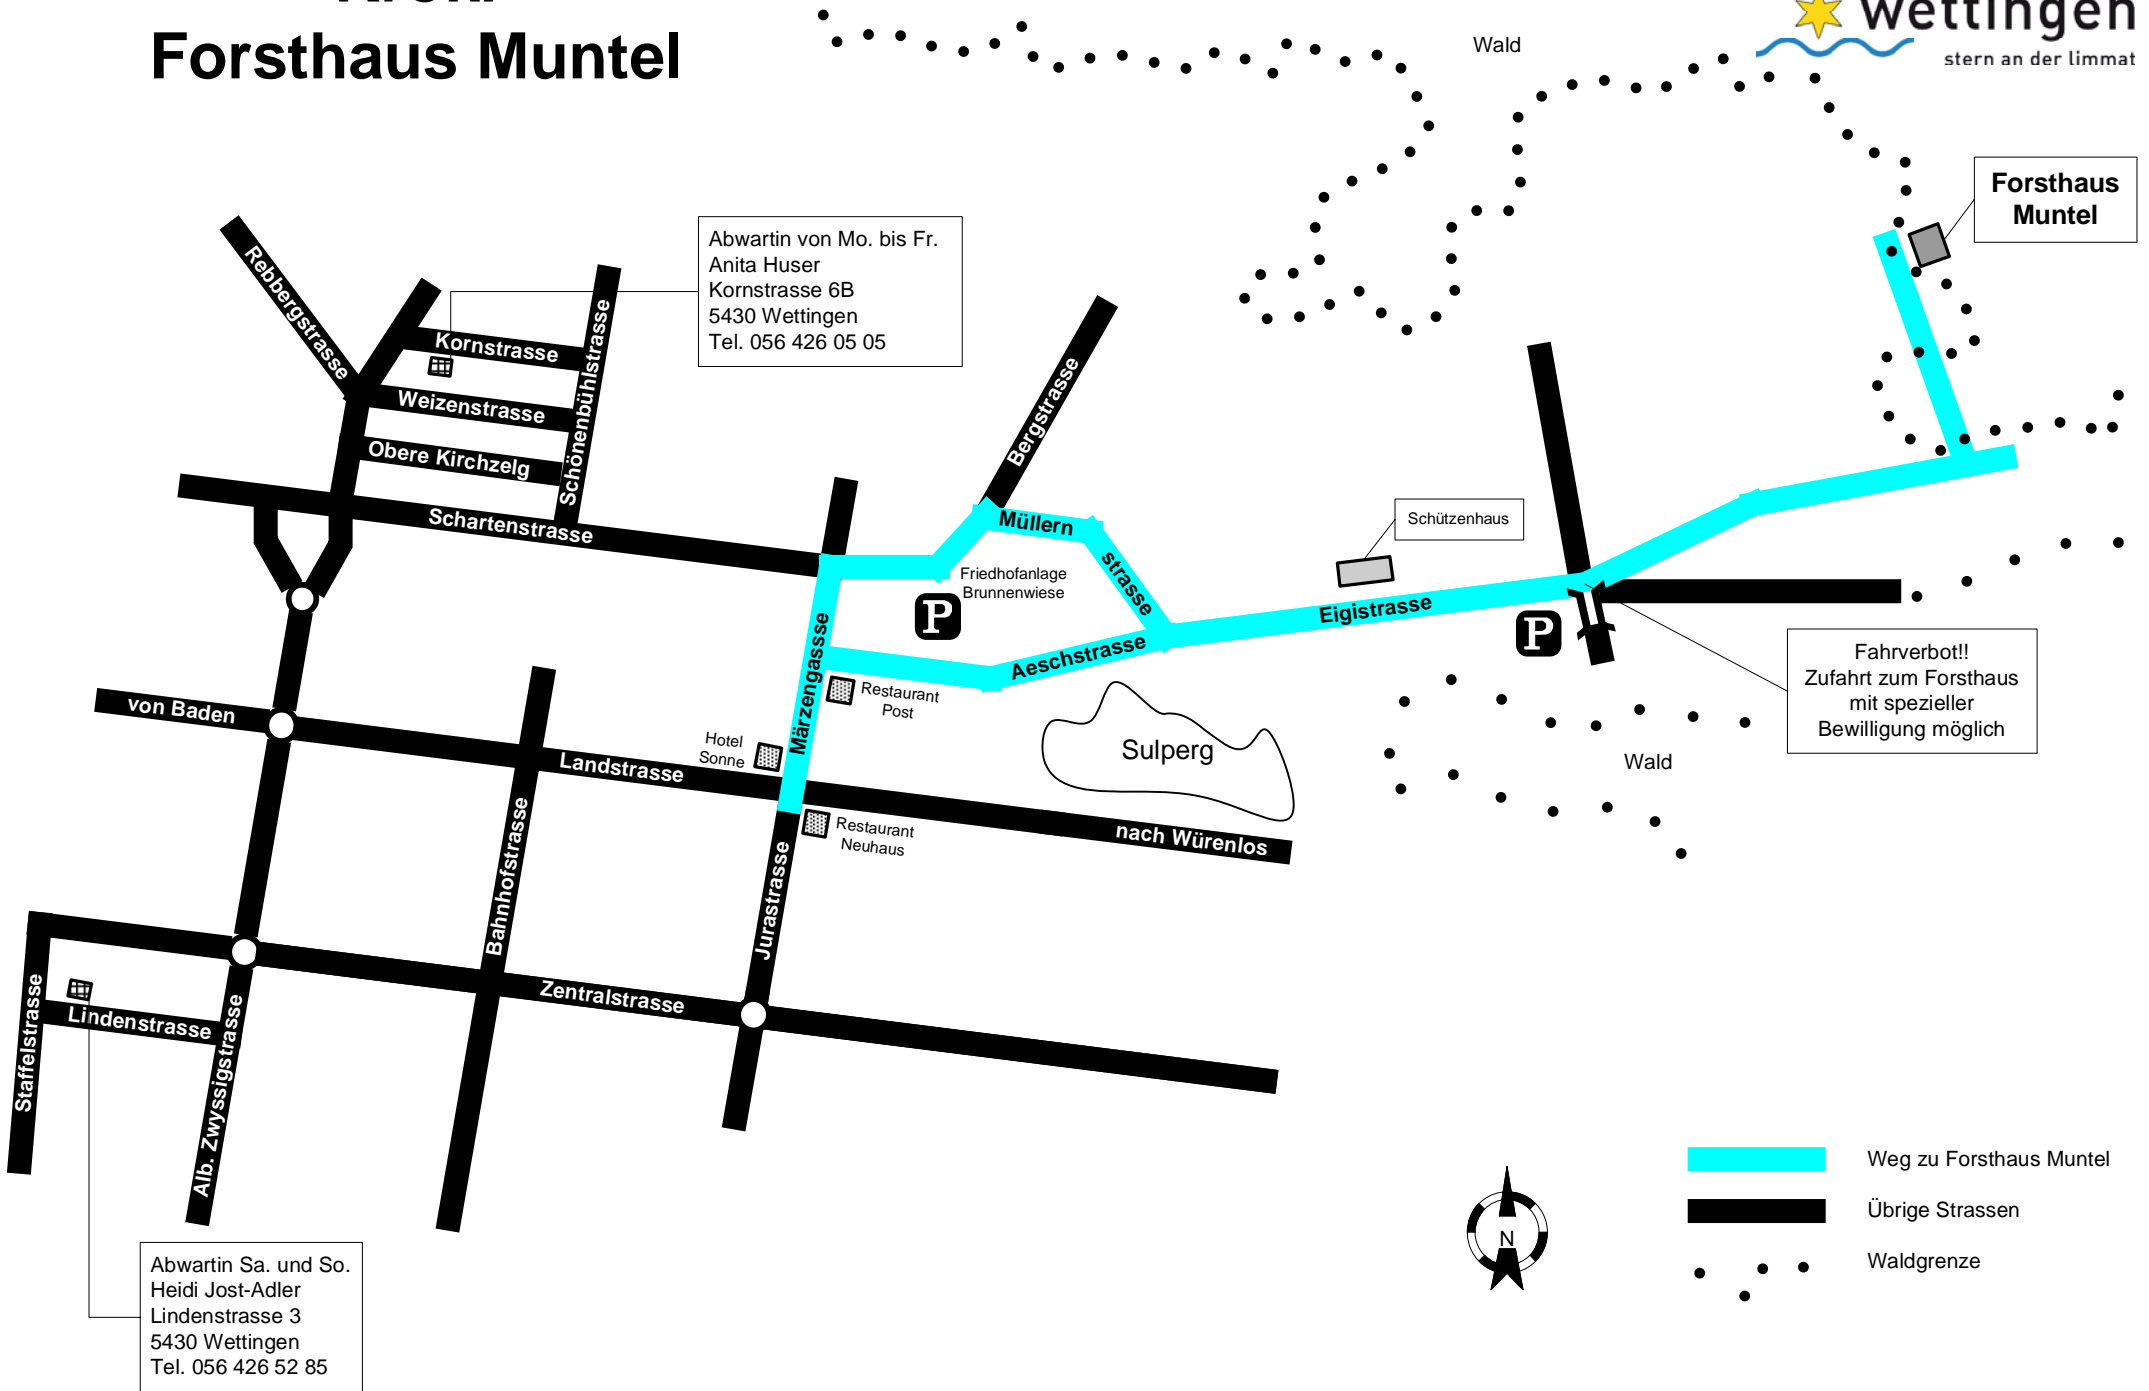 Forsthaus Muntel
wettingen
stern an der limmat
Wald
Forsthaus
Muntel
Abwartin von Mo. bis Fr.
Anita Huser
Kornstrasse 6B
5430 Wettingen
Tel. 056 426 05 05
Rebbergstrasse
Kornstrasse
Weizenstrasse
Obere Kirchzelg
Schönenbühlstrasse
Schartenstrasse
Bergstrasse
Müllern
strasse
Schützenhaus
Friedhofanlage
Brunnenwiese
P
Eigistrasse
P
Aeschstrasse
Märzengassse
Fahrverbot!!
Zufahrt zum Forsthaus
mit spezieller
Bewilligung möglich
Restaurant
Post
von Baden
Hotel
Sonne
Landstrasse
Sulperg
Wald
Restaurant
Neuhaus
nach Würenlos
Bahnhofstrasse
Jurastrasse
Zentralstrasse
Staffelstrasse
Lindenstrasse
Alb. Zwyssigstrasse
Weg zu Forsthaus Muntel
Übrige Strassen
Waldgrenze
N
Abwartin Sa. und So.
Heidi Jost-Adler
Lindenstrasse 3
5430 Wettingen
Tel. 056 426 52 85